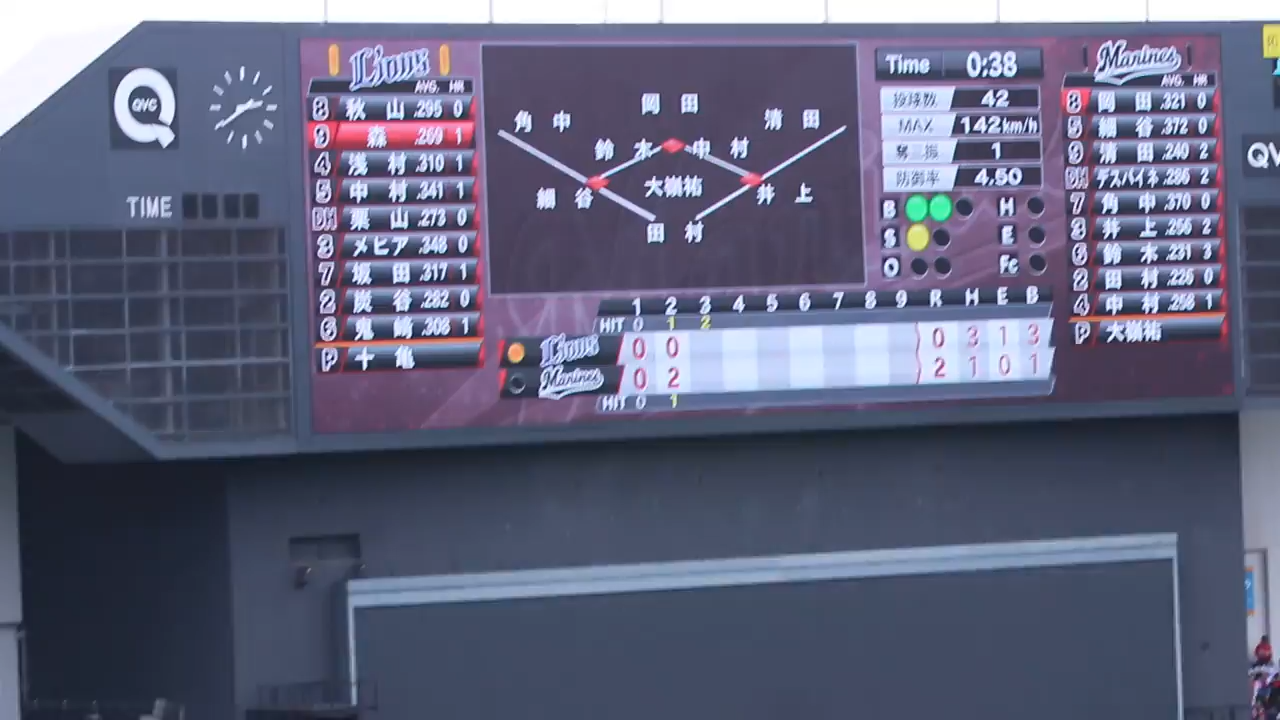 QVC
TIME
Lions
AVG. HR
8 秋山 .295 0
9 森 .269 1
4 浅村 .310 1
5 中村 .341 1
DH 栗山 .273 0
3 メヒア .348 0
7 坂田 .317 1
2 炭谷 .282 0
6 鬼﨑 .308 1
P 十亀
岡田
角中 清田
鈴木 中村
大嶺祐
細谷 井上
田村
Time 0:38
投球数 42
MAX 142km/h
奪三振 1
防御率 4.50
B H
S E
O Fc
1 2 3 4 5 6 7 8 9 R H E B
HIT 0 1 2
Lions 0 0 0 3 1 3
Marines 0 2 2 1 0 1
HIT 0 1
Marines
AVG. HR
8 岡田 .321 0
5 細谷 .372 0
9 清田 .240 2
DH デスパイネ .286 2
7 角中 .370 0
3 井上 .256 2
6 鈴木 .231 3
2 田村 .226 0
4 中村 .256 1
P 大嶺祐
QV